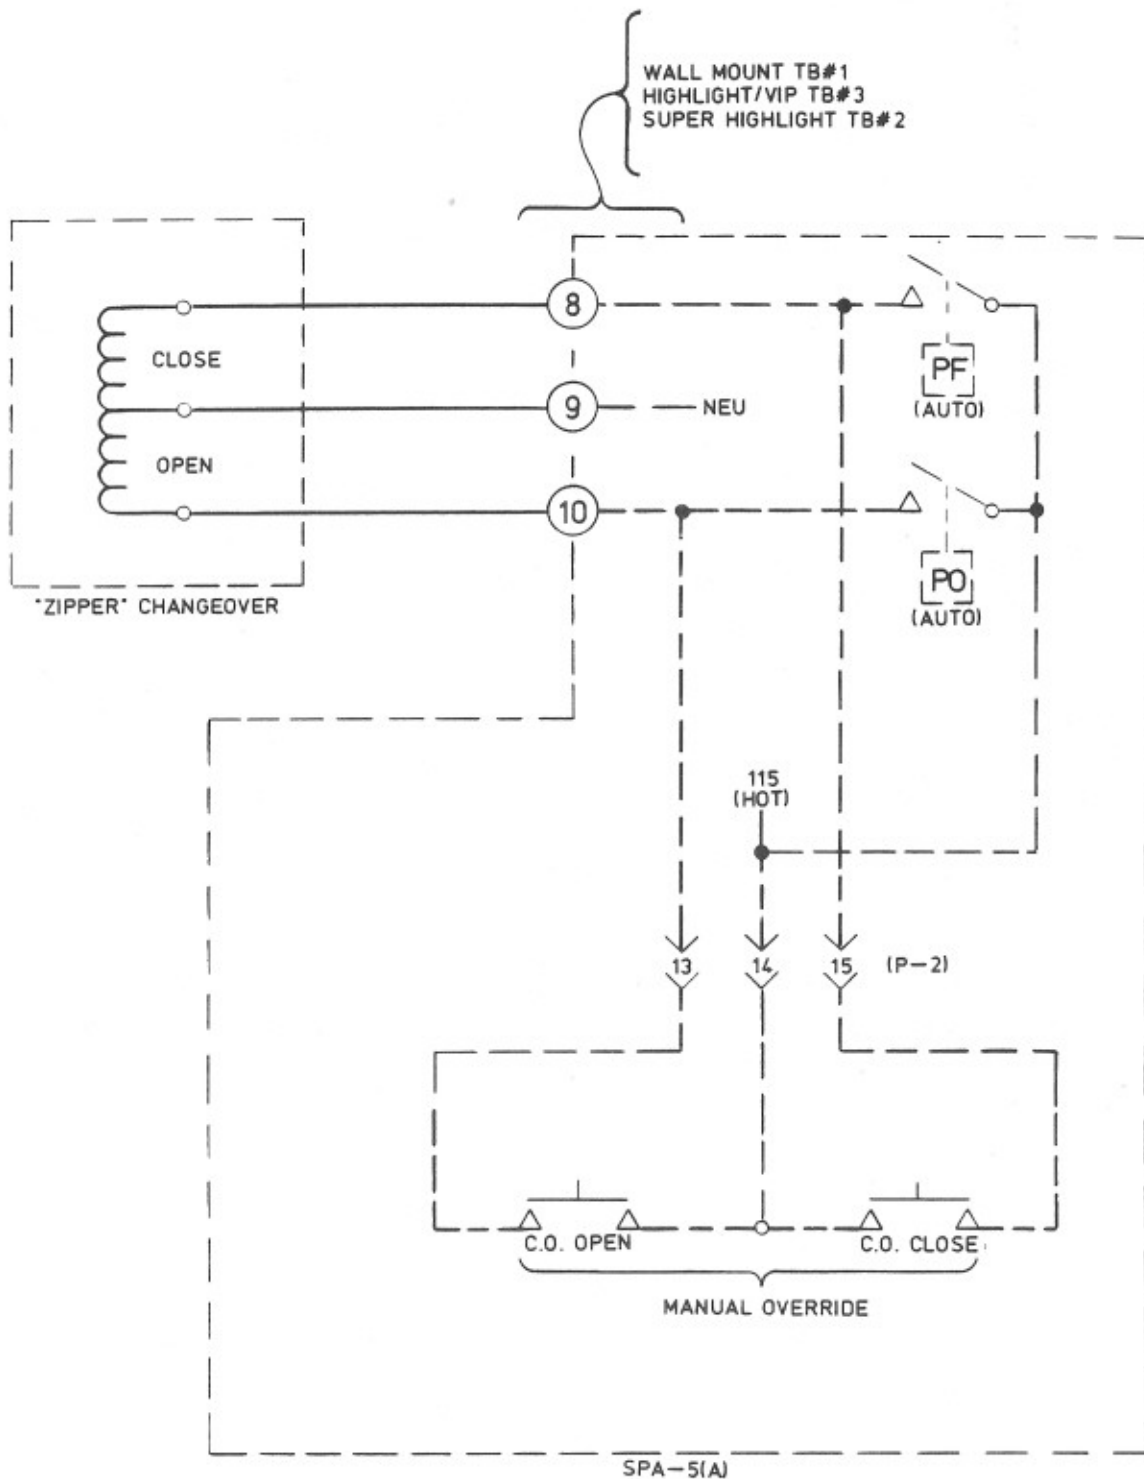 WALL MOUNT TB#1
HIGHLIGHT/VIP TB#3
SUPER HIGHLIGHT TB#2
8
CLOSE
PF
(AUTO)
9
NEU
OPEN
10
PO
(AUTO)
"ZIPPER" CHANGEOVER
115
(HOT)
13 14 15 (P-2)
C.O. OPEN
C.O. CLOSE
MANUAL OVERRIDE
SPA-5(A)